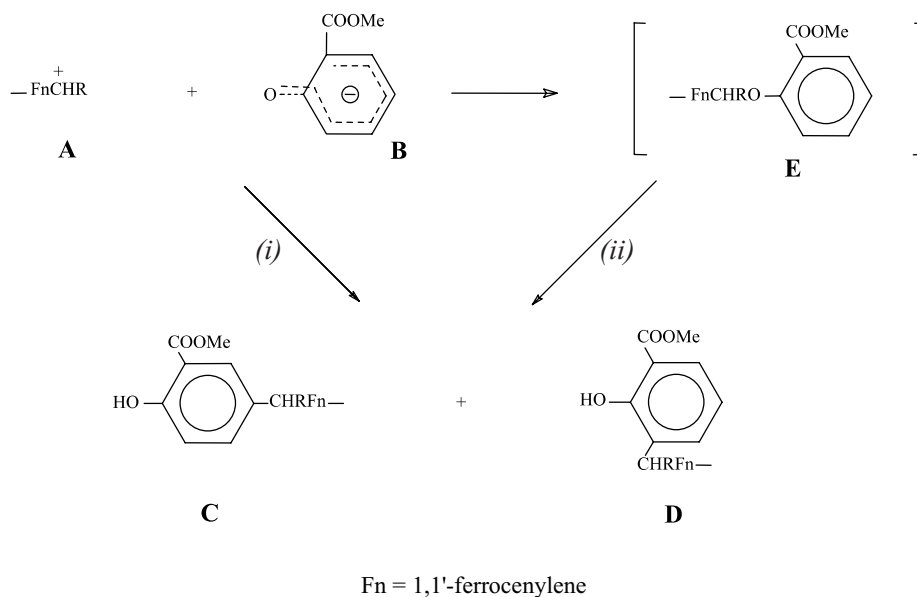 COOMe
COOMe
+
— FnCHR
+
O
−
— FnCHRO
A
B
E
(i)
(ii)
COOMe
COOMe
HO
CHRFn—
+
HO
CHRFn—
C
D
Fn = 1,1'-ferrocenylene